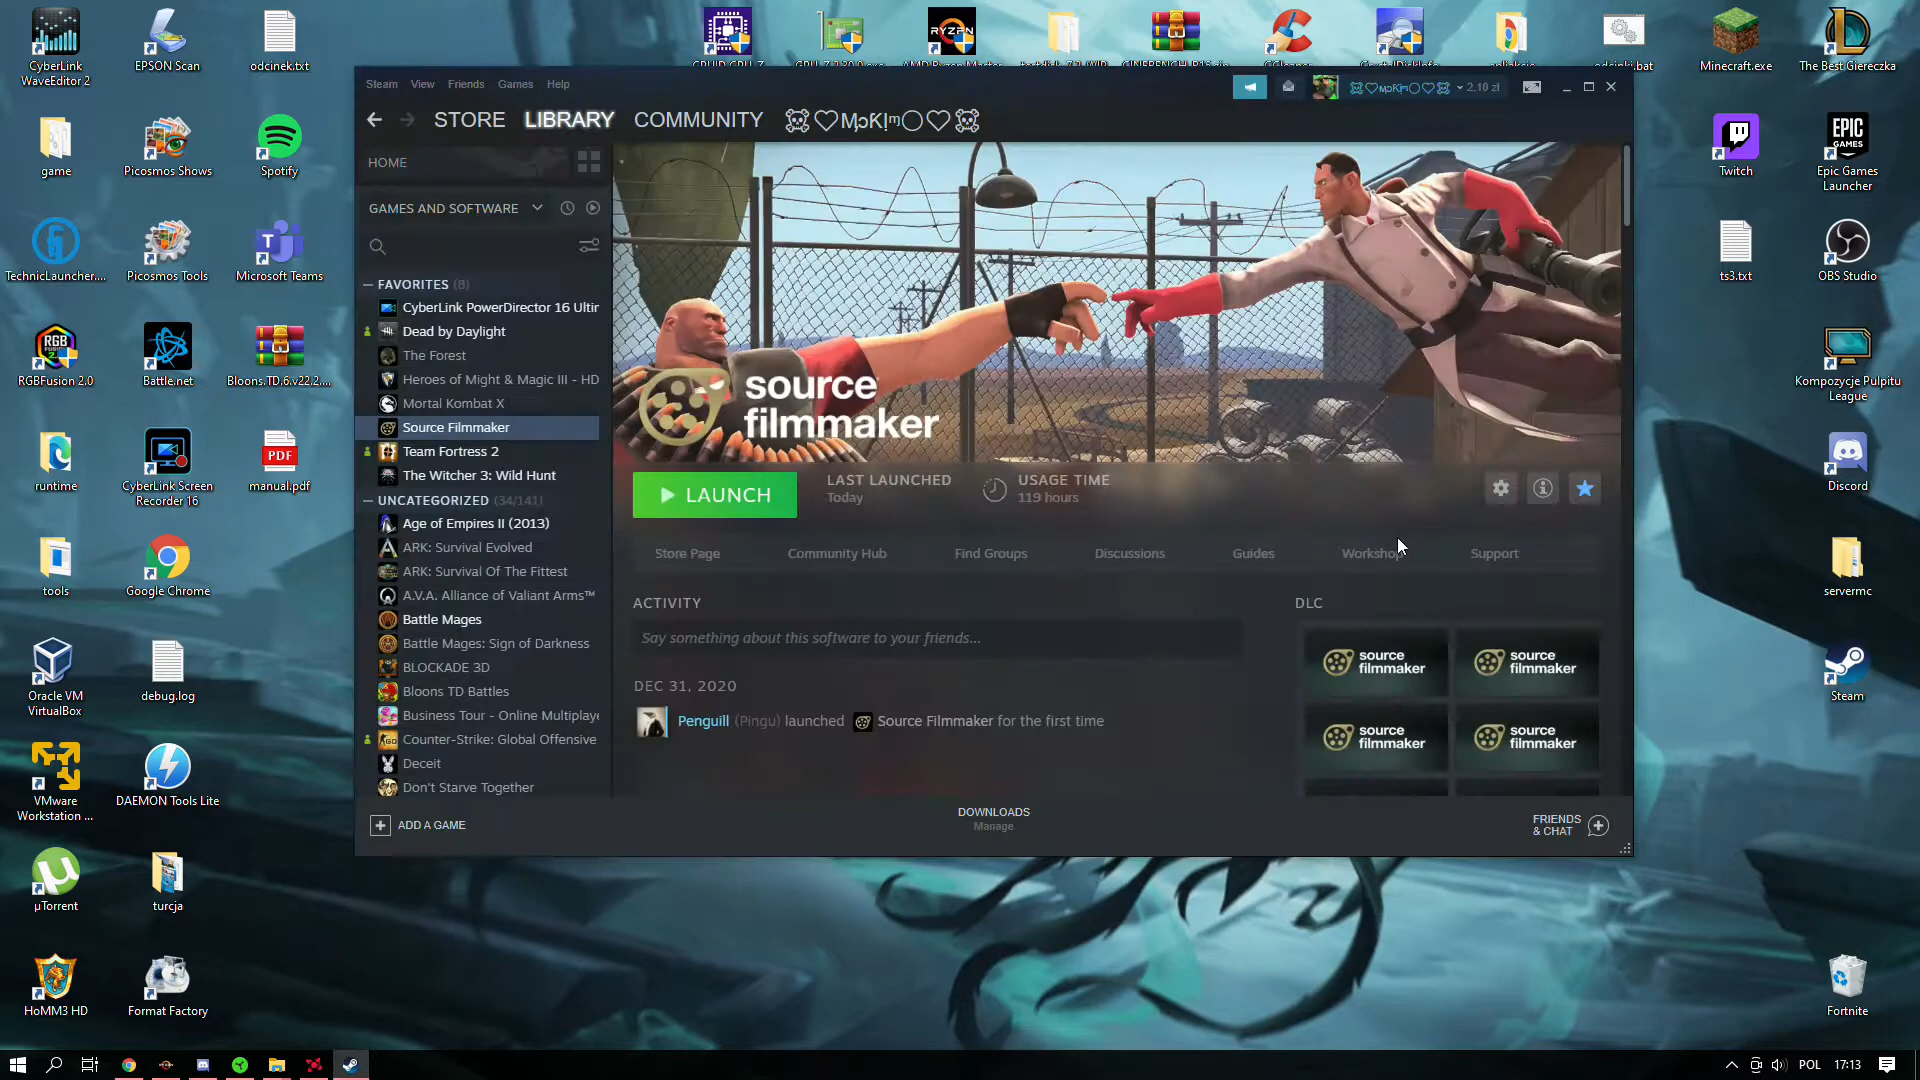 CyberLink
WaveEditor 2
EPSON Scan
odcinek.txt
game
Picosmos Shows
Spotify
TechnicLauncher....
Picosmos Tools
Microsoft Teams
RGB
FUSION
RGBFusion 2.0
Battle.net
Bloons.TD.6.v22.2....
runtime
CyberLink Screen
Recorder 16
PDF
manual.pdf
tools
Google Chrome
Oracle VM
VirtualBox
debug.log
VMware
Workstation ...
DAEMON Tools Lite
µTorrent
turcja
HoMM3 HD
Format Factory
RYZEN
Minecraft.exe
The Best Giereczka
Twitch
EPIC
GAMES
Epic Games
Launcher
ts3.txt
OBS Studio
Kompozycje Pulpitu
League
Discord
servermc
Steam
Fortnite
Steam View Friends Games Help
2,10 zł
STORE LIBRARY COMMUNITY
HOME
GAMES AND SOFTWARE
FAVORITES (8)
CyberLink PowerDirector 16 Ultir
Dead by Daylight
The Forest
Heroes of Might & Magic III - HD
Mortal Kombat X
Source Filmmaker
Team Fortress 2
The Witcher 3: Wild Hunt
UNCATEGORIZED (34/141)
Age of Empires II (2013)
ARK: Survival Evolved
ARK: Survival Of The Fittest
A.V.A. Alliance of Valiant Arms™
Battle Mages
Battle Mages: Sign of Darkness
BLOCKADE 3D
Bloons TD Battles
Business Tour - Online Multiplaye
Counter-Strike: Global Offensive
Deceit
Don't Starve Together
ADD A GAME
source
filmmaker
LAUNCH
LAST LAUNCHED
Today
USAGE TIME
119 hours
Store Page Community Hub Find Groups Discussions Guides Workshop Support
ACTIVITY
Say something about this software to your friends...
DEC 31, 2020
Penguill (Pingu) launched Source Filmmaker for the first time
DLC
source
filmmaker
source
filmmaker
source
filmmaker
source
filmmaker
DOWNLOADS
Manage
FRIENDS
& CHAT
POL 17:13